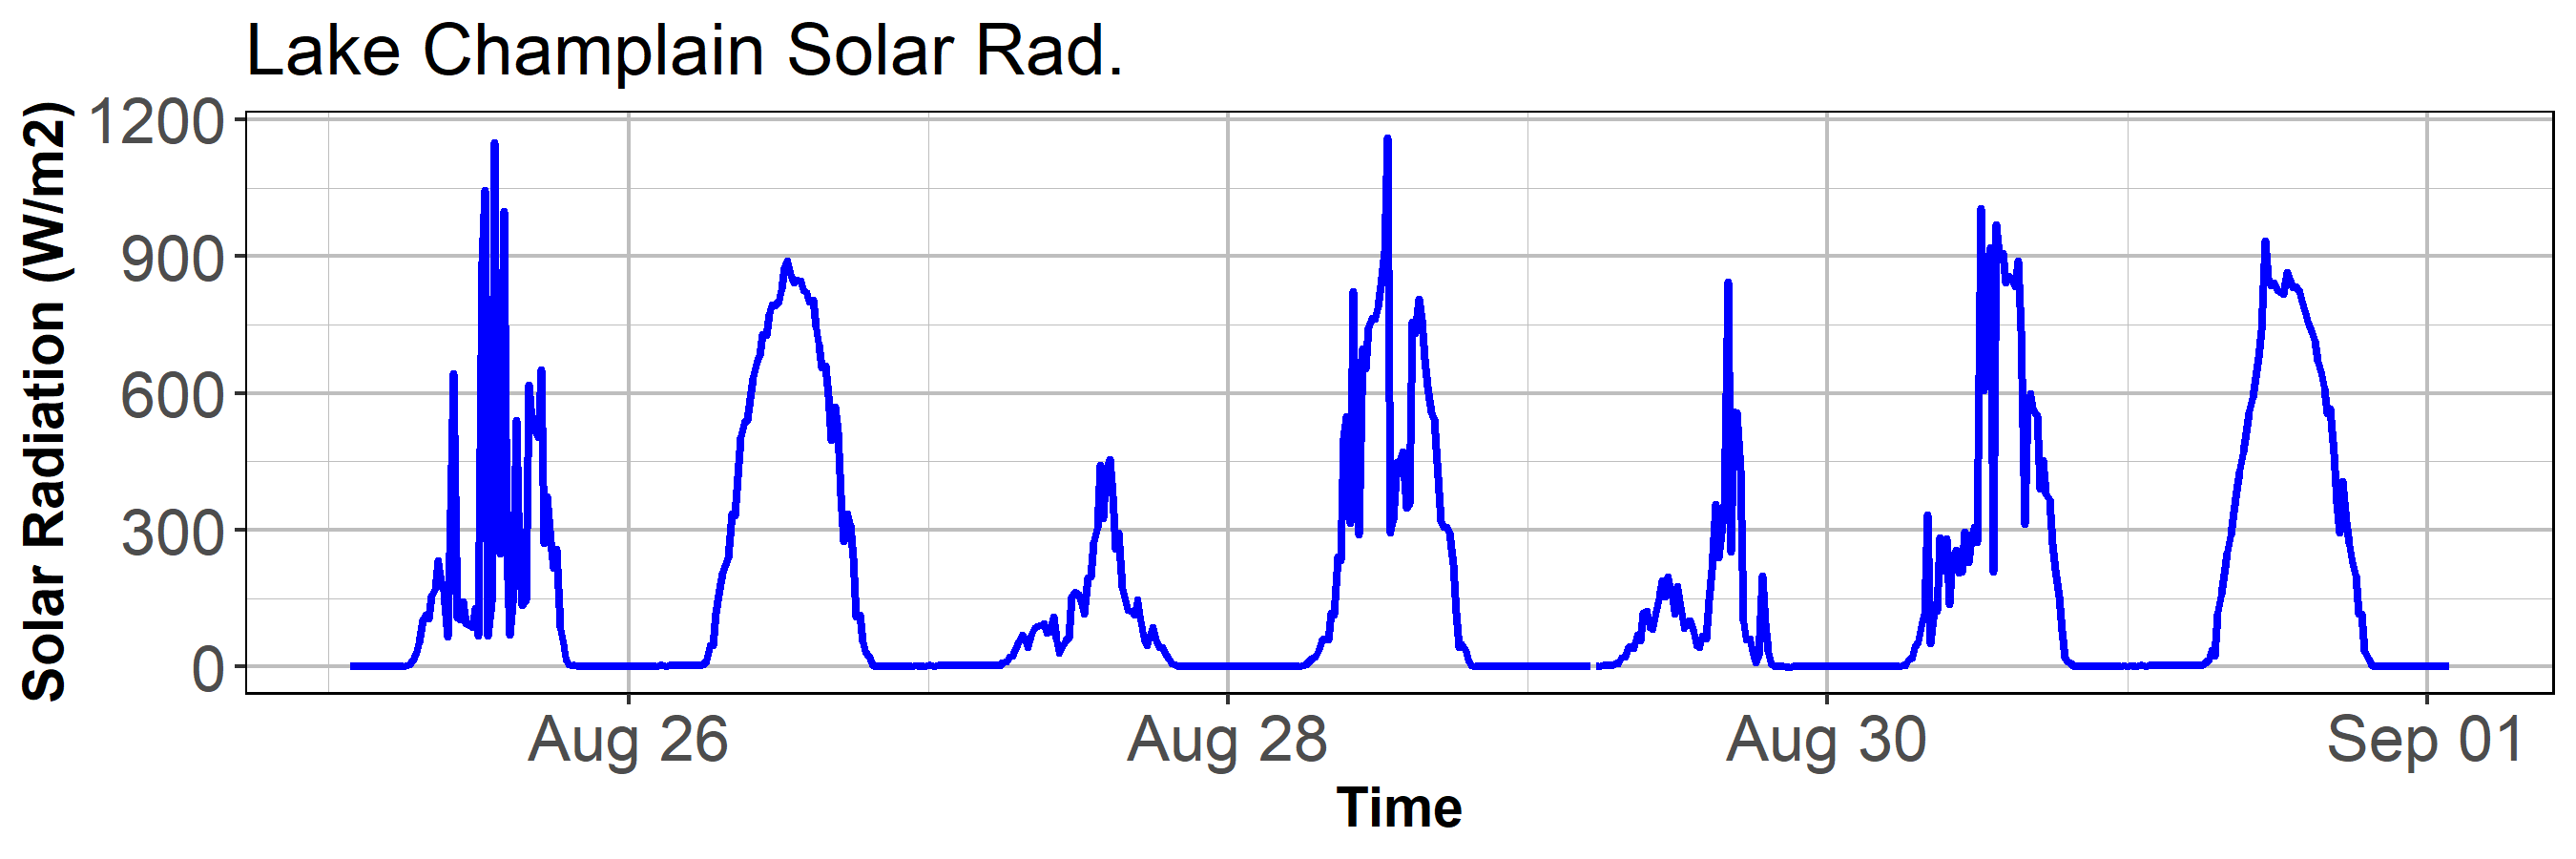 Lake Champlain Solar Rad.
Solar Radiation (W/m2)
1200
900
600
300
0
Aug 26 Aug 28 Aug 30 Sep 01
Time